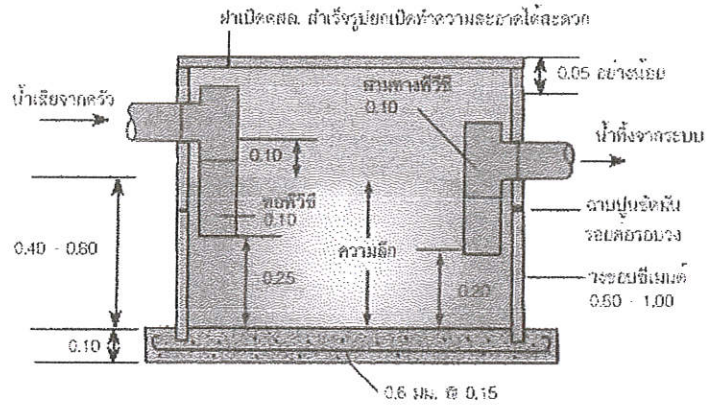 ฝาเปิดคสล. สำเร็จรูปยกเปิดทำความสะอาดได้สะดวก
0.05 อย่างน้อย
น้ำเสียจากครัว
สามทางพีวีซี
0.10
น้ำทิ้งจากระบบ
0.10
ท่อพีวีซี
0.10
ฉาบปูนขัดมัน
รอยต่อรอบวง
0.40 - 0.60
ความลึก
0.25
0.20
วงขอบซีเมนต์
0.80 - 1.00
0.10
0.6 มม. @ 0.15